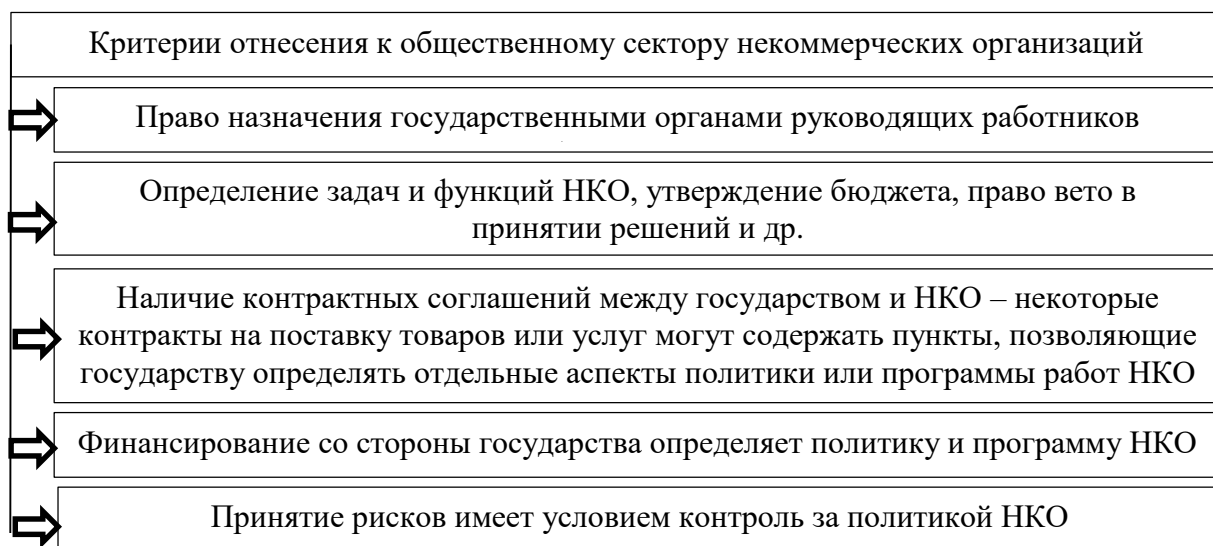 Критерии отнесения к общественному сектору некоммерческих организаций
Право назначения государственными органами руководящих работников
Определение задач и функций НКО, утверждение бюджета, право вето в
принятии решений и др.
Наличие контрактных соглашений между государством и НКО – некоторые
контракты на поставку товаров или услуг могут содержать пункты, позволяющие
государству определять отдельные аспекты политики или программы работ НКО
Финансирование со стороны государства определяет политику и программу НКО
Принятие рисков имеет условием контроль за политикой НКО